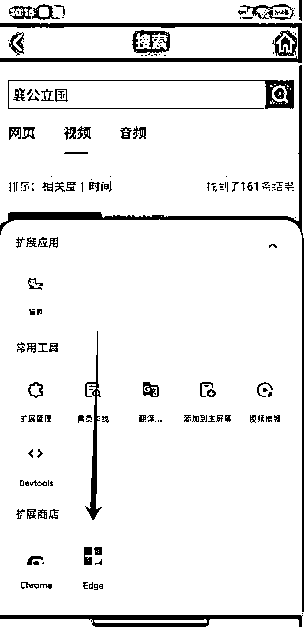 搜索
襄公立国
网页 视频 音频
排序: 相关度 | 时间 找到了161条结果
扩展应用
常用工具
扩展管理 翻译... 添加到主屏幕 视频嗅探
Devtools
扩展商店
Chrome Edge